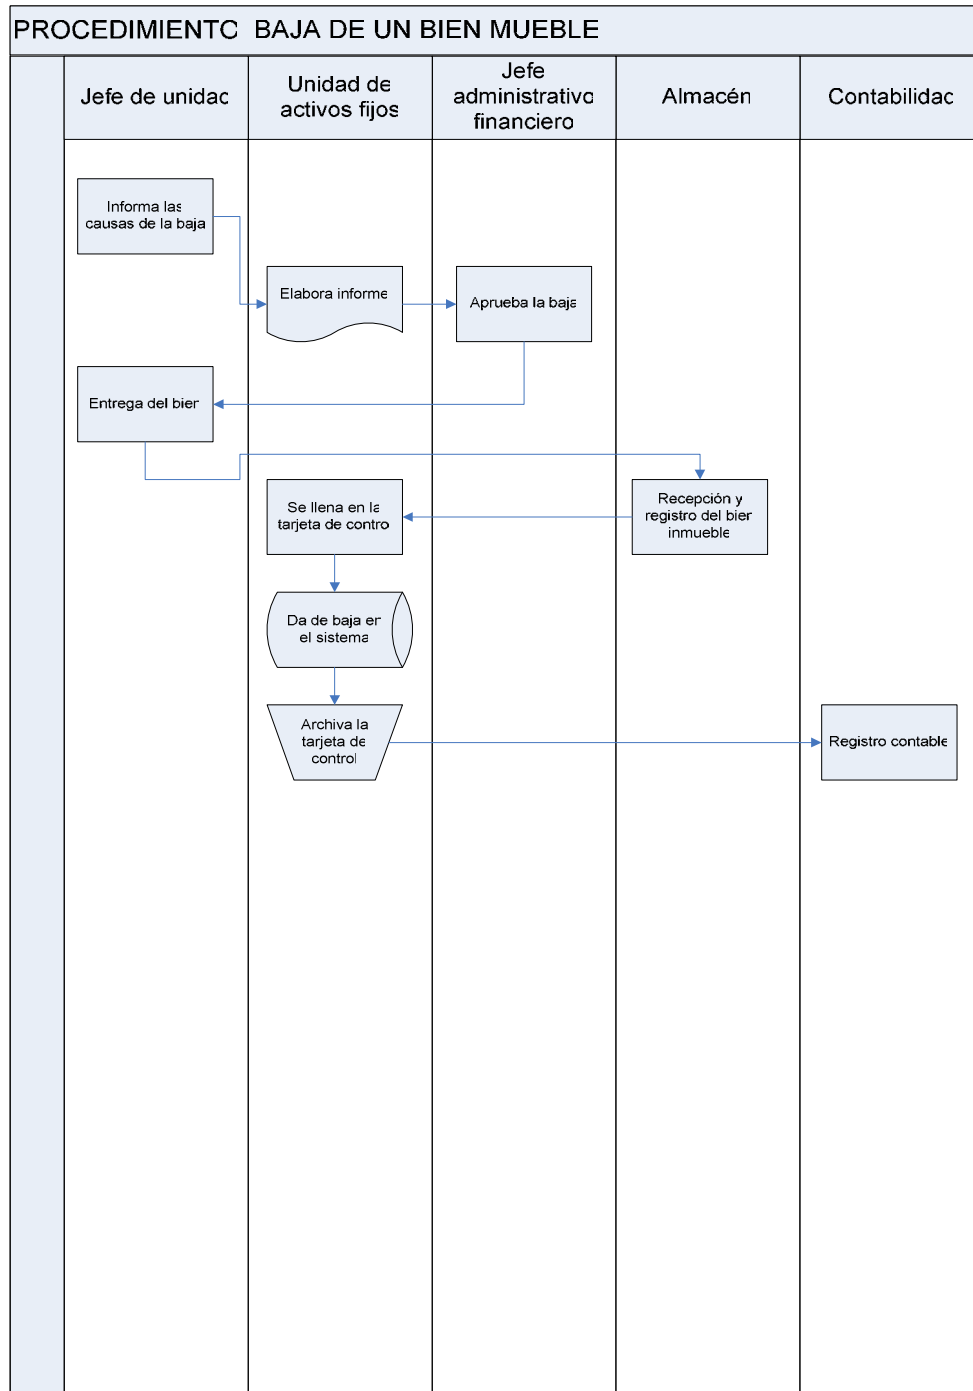 PROCEDIMIENTO BAJA DE UN BIEN MUEBLE
Jefe de unidad
Unidad de
activos fijos
Jefe
administrativo
financiero
Almacén
Contabilidad
Informa las
causas de la baja
Elabora informe
Aprueba la baja
Entrega del bien
Se llena en la
tarjeta de control
Recepción y
registro del bien
inmueble
Da de baja en
el sistema
Archiva la
tarjeta de
control
Registro contable